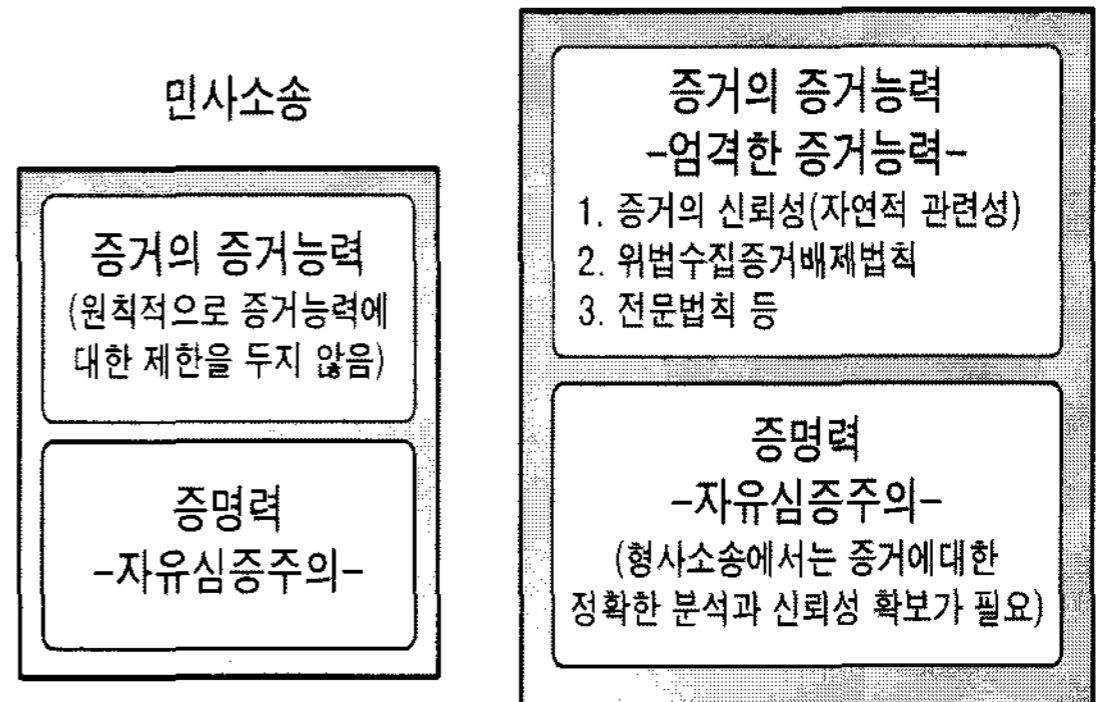 민사소송
증거의 증거능력
(원칙적으로 증거능력에
대한 제한을 두지 않음)
증명력
-자유심증주의-
증거의 증거능력
-엄격한 증거능력-
1. 증거의 신뢰성(자연적 관련성)
2. 위법수집증거배제법칙
3. 전문법칙 등
증명력
-자유심증주의-
(형사소송에서는 증거에대한
정확한 분석과 신뢰성 확보가 필요)